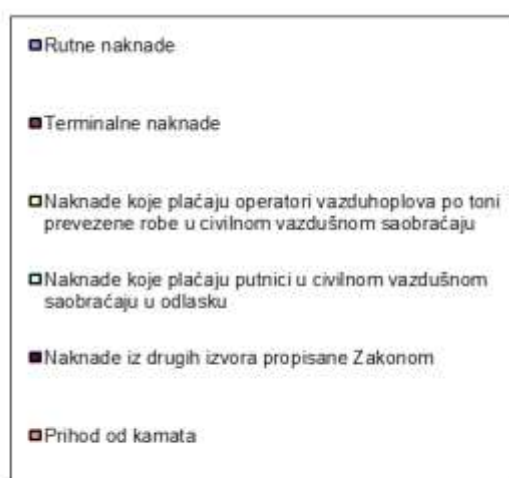 Rutne naknade
Terminalne naknade
Naknade koje plaćaju operatori vazduhoplova po toni
prevezene robe u civilnom vazdušnom saobraćaju
Naknade koje plaćaju putnici u civilnom vazdušnom
saobraćaju u odlasku
Naknade iz drugih izvora propisane Zakonom
Prihod od kamata